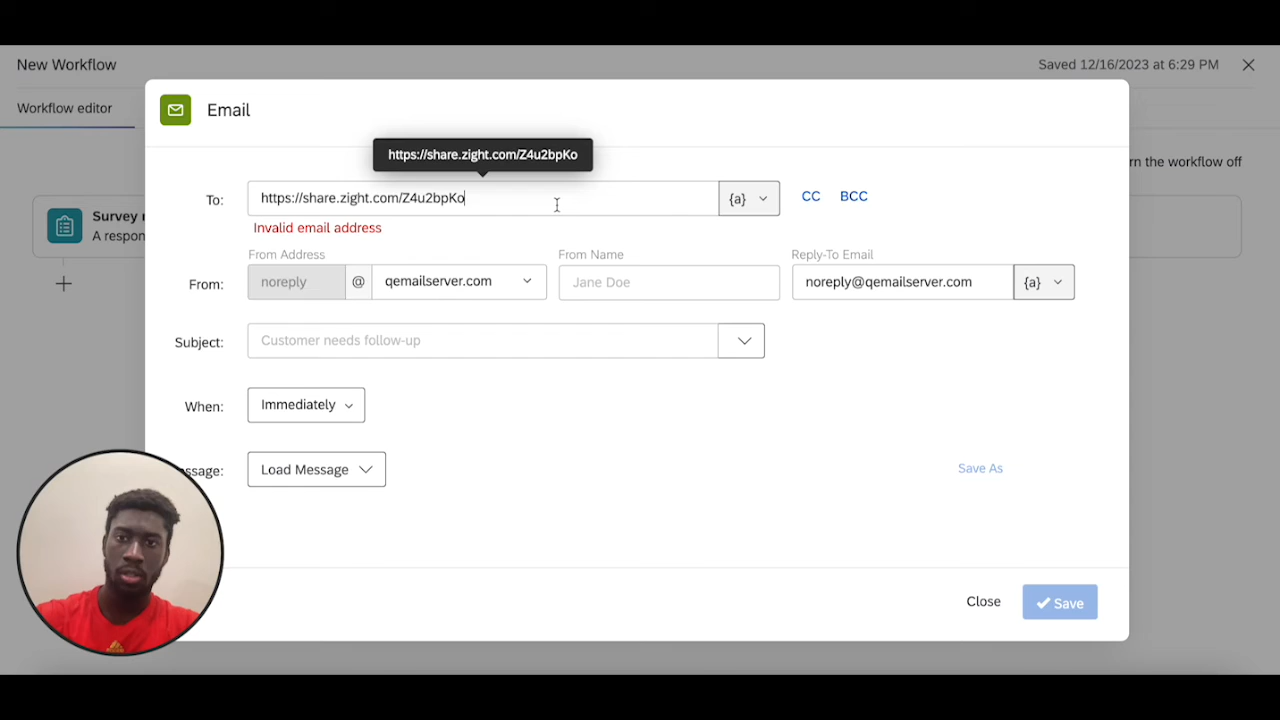 New Workflow
Saved 12/16/2023 at 6:29 PM
Workflow editor
Email
https://share.zight.com/Z4u2bpKo
rn the workflow off
To:
https://share.zight.com/Z4u2bpKo
{a}
CC
BCC
Survey r
A respon
Invalid email address
From Address
From Name
Reply-To Email
From:
noreply
@
qemailserver.com
Jane Doe
noreply@qemailserver.com
{a}
Subject:
Customer needs follow-up
When:
Immediately
ssage:
Load Message
Save As
Close
Save